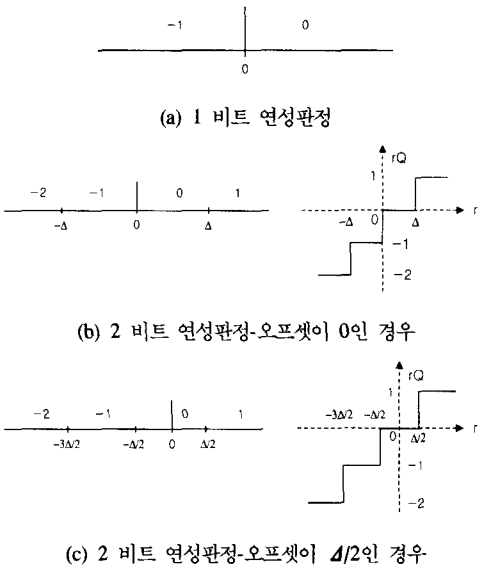 -1 0
0
(a) 1 비트 연성판정
-2 -1 0 1
-Δ 0 Δ
rQ
1
-Δ 0 Δ r
-1
-2
(b) 2 비트 연성판정-오프셋이 0인 경우
-2 -1 0 1
-3Δ/2 -Δ/2 0 Δ/2
rQ
1
-3Δ/2 -Δ/2
0 Δ/2 r
-1
-2
(c) 2 비트 연성판정-오프셋이 Δ/2인 경우